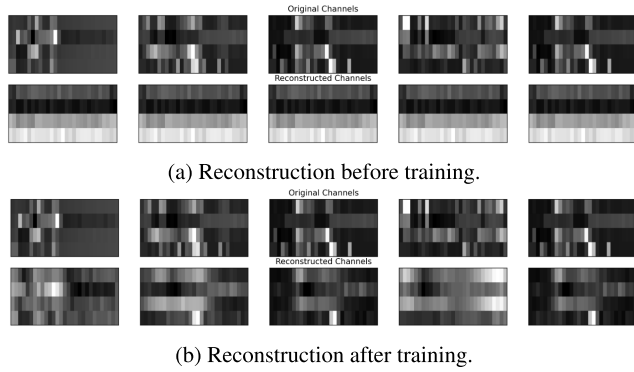 Original Channels
Reconstructed Channels
(a) Reconstruction before training.
Original Channels
Reconstructed Channels
(b) Reconstruction after training.